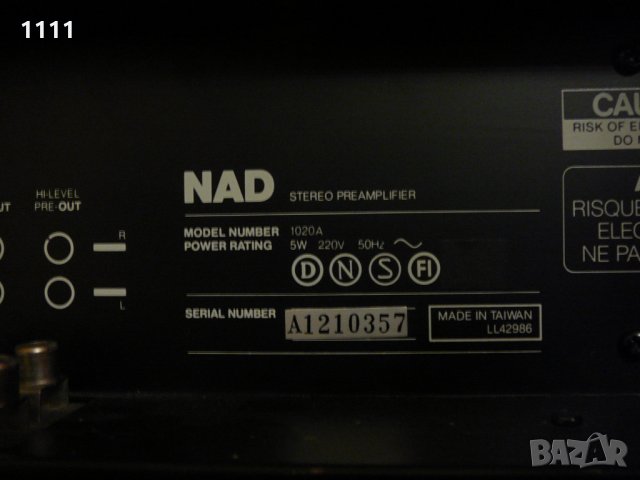 1111
CAU
RISK OF E
DO
HI-LEVEL
PRE-OUT
UT
R
L
NAD STEREO PREAMPLIFIER
MODEL NUMBER 1020A
POWER RATING 5W 220V 50Hz
D N S FI
SERIAL NUMBER A1210357
MADE IN TAIWAN
LL42986
A
RISQUE
ELEC
NE PA
BAZAR